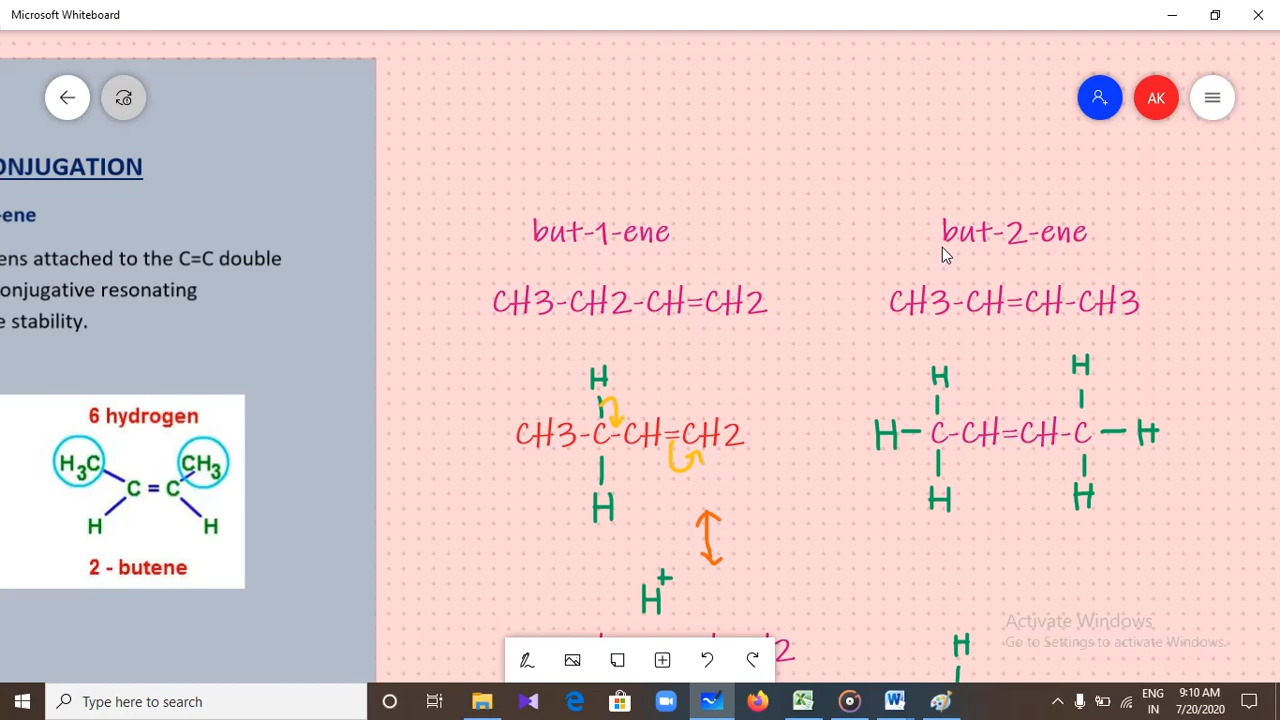 Microsoft Whiteboard
ONJUGATION
-ene
ens attached to the C=C double
onjugative resonating
e stability.
6 hydrogen
H3C CH3
C = C
H H
2 - butene
but-1-ene
CH3-CH2-CH=CH2
H
CH3-C-CH=CH2
H
H+
2
but-2-ene
CH3-CH=CH-CH3
H H
H-C-CH=CH-C-H
H H
H
AK
Activate Windows
Go to Settings to activate Windows.
Type here to search
ENG
IN
9:10 AM
7/20/2020